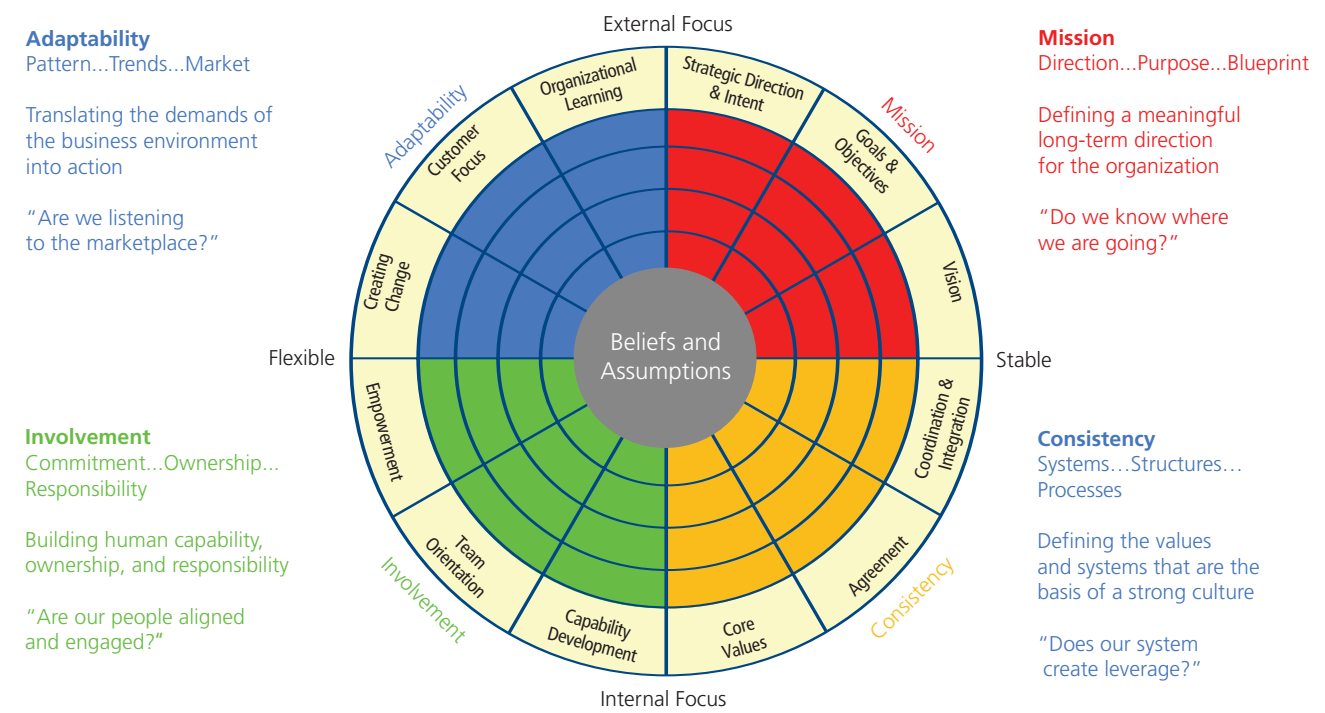 External Focus
Adaptability
Pattern...Trends...Market
Translating the demands of
the business environment
into action
“Are we listening
to the marketplace?”
Mission
Direction...Purpose...Blueprint
Defining a meaningful
long-term direction
for the organization
“Do we know where
we are going?”
Adaptability
Mission
Organizational
Learning
Strategic Direction
& Intent
Customer
Focus
Goals &
Objectives
Creating
Change
Vision
Flexible
Beliefs and
Assumptions
Stable
Empowerment
Coordination &
Integration
Team
Orientation
Agreement
Capability
Development
Core
Values
Involvement
Consistency
Involvement
Commitment...Ownership...
Responsibility
Building human capability,
ownership, and responsibility
“Are our people aligned
and engaged?“
Consistency
Systems…Structures…
Processes
Defining the values
and systems that are the
basis of a strong culture
“Does our system
create leverage?”
Internal Focus